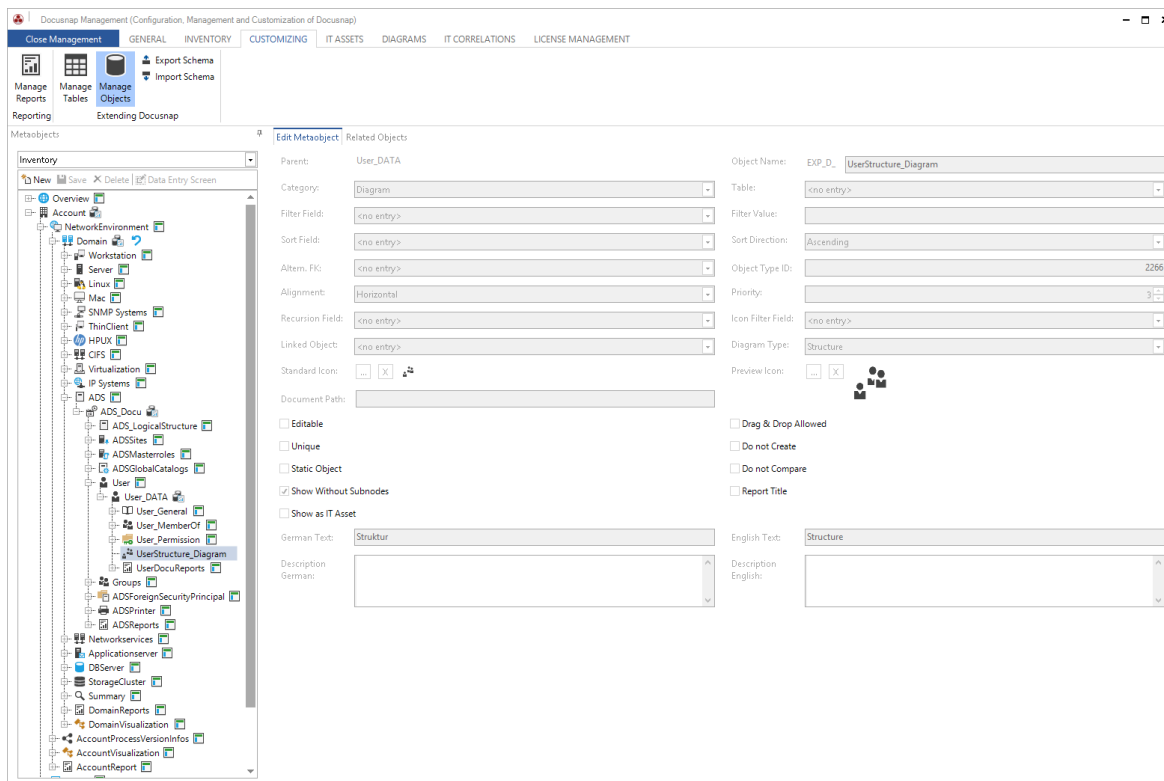 Docusnap Management (Configuration, Management and Customization of Docusnap)
Close Management GENERAL INVENTORY CUSTOMIZING IT ASSETS DIAGRAMS IT CORRELATIONS LICENSE MANAGEMENT
Manage Reports
Manage Tables
Manage Objects
Export Schema
Import Schema
Reporting
Extending Docusnap
Metaobjects
Inventory
New Save Delete Data Entry Screen
Overview
Account
NetworkEnvironment
Domain
Workstation
Server
Linux
Mac
SNMP Systems
ThinClient
HPUX
CIFS
Virtualization
IP Systems
ADS
ADS_Docu
ADS_LogicalStructure
ADSSites
ADSMasterroles
ADSGlobalCatalogs
User
User_DATA
User_General
User_MemberOf
User_Permission
UserStructure_Diagram
UserDocuReports
Groups
ADSForeignSecurityPrincipal
ADSPrinter
ADSReports
Networkservices
Applicationserver
DBServer
StorageCluster
Summary
DomainReports
DomainVisualization
AccountProcessVersionInfos
AccountVisualization
AccountReport
Edit Metaobject Related Objects
Parent: User_DATA Object Name: EXP_D_ UserStructure_Diagram
Category: Diagram Table: <no entry>
Filter Field: <no entry> Filter Value:
Sort Field: <no entry> Sort Direction: Ascending
Altern. FK: <no entry> Object Type ID: 2266
Alignment: Horizontal Priority: 3
Recursion Field: <no entry> Icon Filter Field: <no entry>
Linked Object: <no entry> Diagram Type: Structure
Standard Icon: ... X Preview Icon: ... X
Document Path:
Editable Drag & Drop Allowed
Unique Do not Create
Static Object Do not Compare
Show Without Subnodes Report Title
Show as IT Asset
German Text: Struktur English Text: Structure
Description German: Description English: